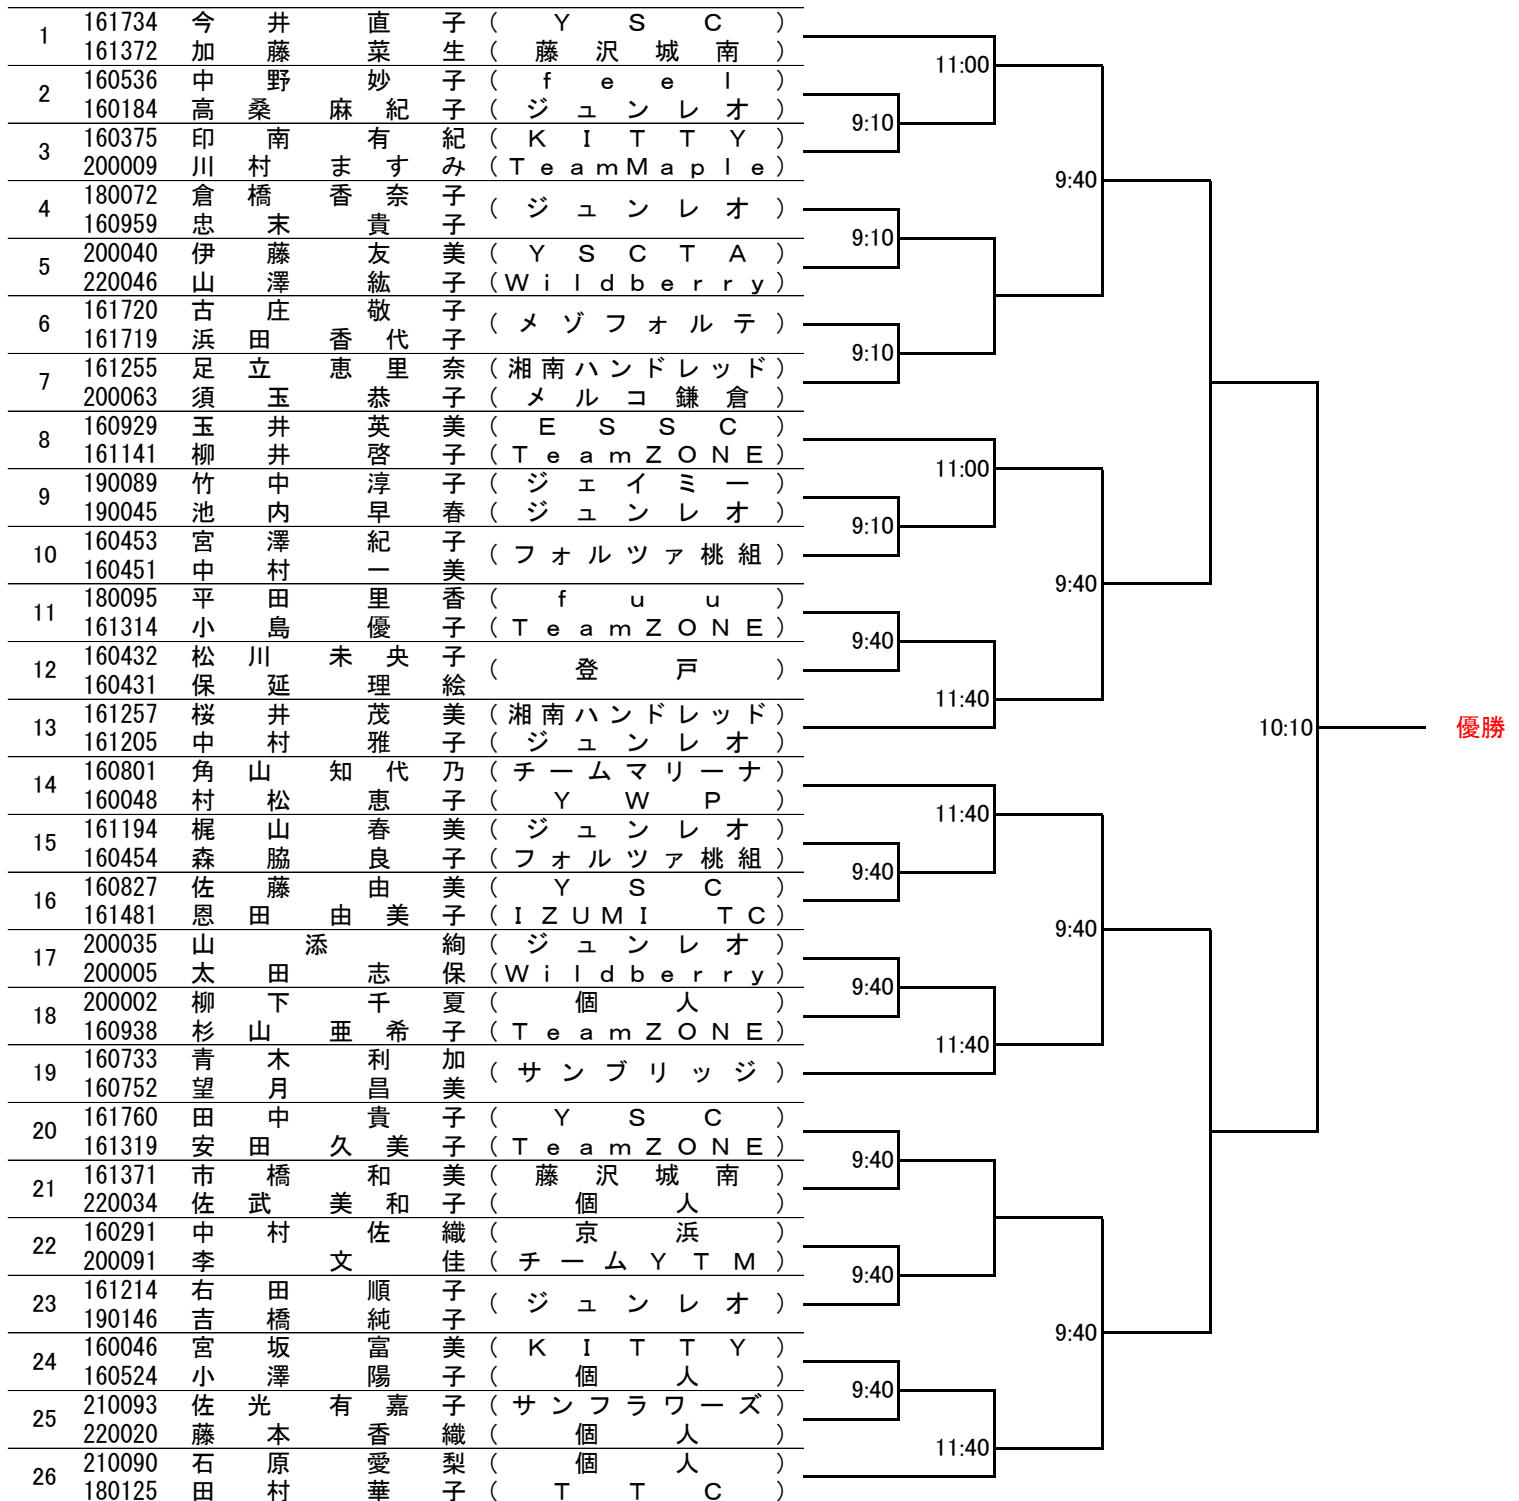 1 161734 今井直子 (YSC)
161372 加藤菜生 (藤沢城南)
11:00
2 160536 中野妙子 (feel)
160184 高桑麻紀子 (ジュンレオ)
9:10
3 160375 印南有紀 (KITTY)
200009 川村ますみ (TeamMaple)
9:40
4 180072 倉橋香奈子 (ジュンレオ)
160959 忠末貴子
9:10
5 200040 伊藤友美 (YSCTA)
220046 山澤紘子 (Wildberry)
6 161720 古庄敬子 (メゾフォルテ)
161719 浜田香代子
9:10
7 161255 足立恵里奈 (湘南ハンドレッド)
200063 須玉恭子 (メルコ鎌倉)
8 160929 玉井英美 (ESSC)
161141 柳井啓子 (TeamZONE)
11:00
9 190089 竹中淳子 (ジェイミー)
190045 池内早春 (ジュンレオ)
9:10
10 160453 宮澤紀子 (フォルツァ桃組)
160451 中村一美
9:40
11 180095 平田里香 (fuu)
161314 小島優子 (TeamZONE)
9:40
12 160432 松川未央子 (登戸)
160431 保延理絵
11:40
13 161257 桜井茂美 (湘南ハンドレッド)
161205 中村雅子 (ジュンレオ)
10:10 優勝
14 160801 角山知代乃 (チームマリーナ)
160048 村松恵子 (YWP)
11:40
15 161194 梶山春美 (ジュンレオ)
160454 森脇良子 (フォルツァ桃組)
9:40
16 160827 佐藤由美 (YSC)
161481 恩田由美子 (IZUMI TC)
9:40
17 200035 山添絢 (ジュンレオ)
200005 太田志保 (Wildberry)
9:40
18 200002 柳下千夏 (個人)
160938 杉山亜希子 (TeamZONE)
11:40
19 160733 青木利加 (サンブリッジ)
160752 望月昌美
20 161760 田中貴子 (YSC)
161319 安田久美子 (TeamZONE)
9:40
21 161371 市橋和美 (藤沢城南)
220034 佐武美和子 (個人)
22 160291 中村佐織 (京浜)
200091 李文佳 (チームYTM)
9:40
23 161214 右田順子 (ジュンレオ)
190146 吉橋純子
9:40
24 160046 宮坂富美 (KITTY)
160524 小澤陽子 (個人)
9:40
25 210093 佐光有嘉子 (サンフラワーズ)
220020 藤本香織 (個人)
11:40
26 210090 石原愛梨 (個人)
180125 田村華子 (TTC)